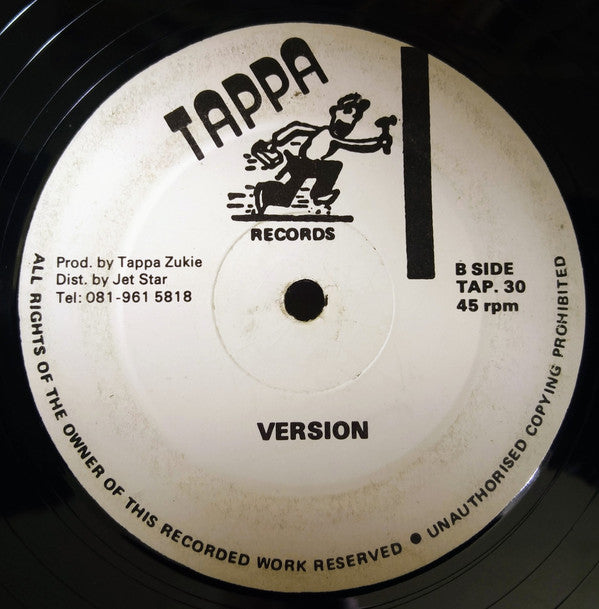 TAPPA
RECORDS
Prod. by Tappa Zukie
Dist. by Jet Star
Tel: 081-961 5818
B SIDE
TAP. 30
45 rpm
VERSION
ALL RIGHTS OF THE OWNER OF THIS RECORDED WORK RESERVED ● UNAUTHORISED COPYING PROHIBITED